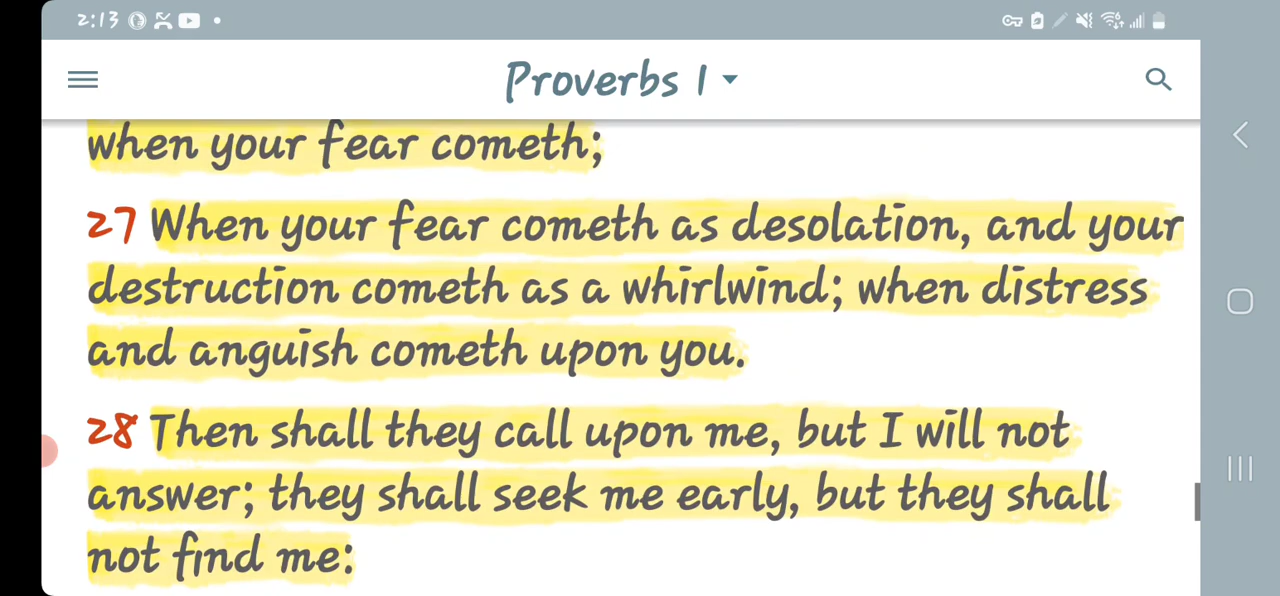 2:13
Proverbs 1
when your fear cometh;
27 When your fear cometh as desolation, and your
destruction cometh as a whirlwind; when distress
and anguish cometh upon you.
28 Then shall they call upon me, but I will not
answer; they shall seek me early, but they shall
not find me: